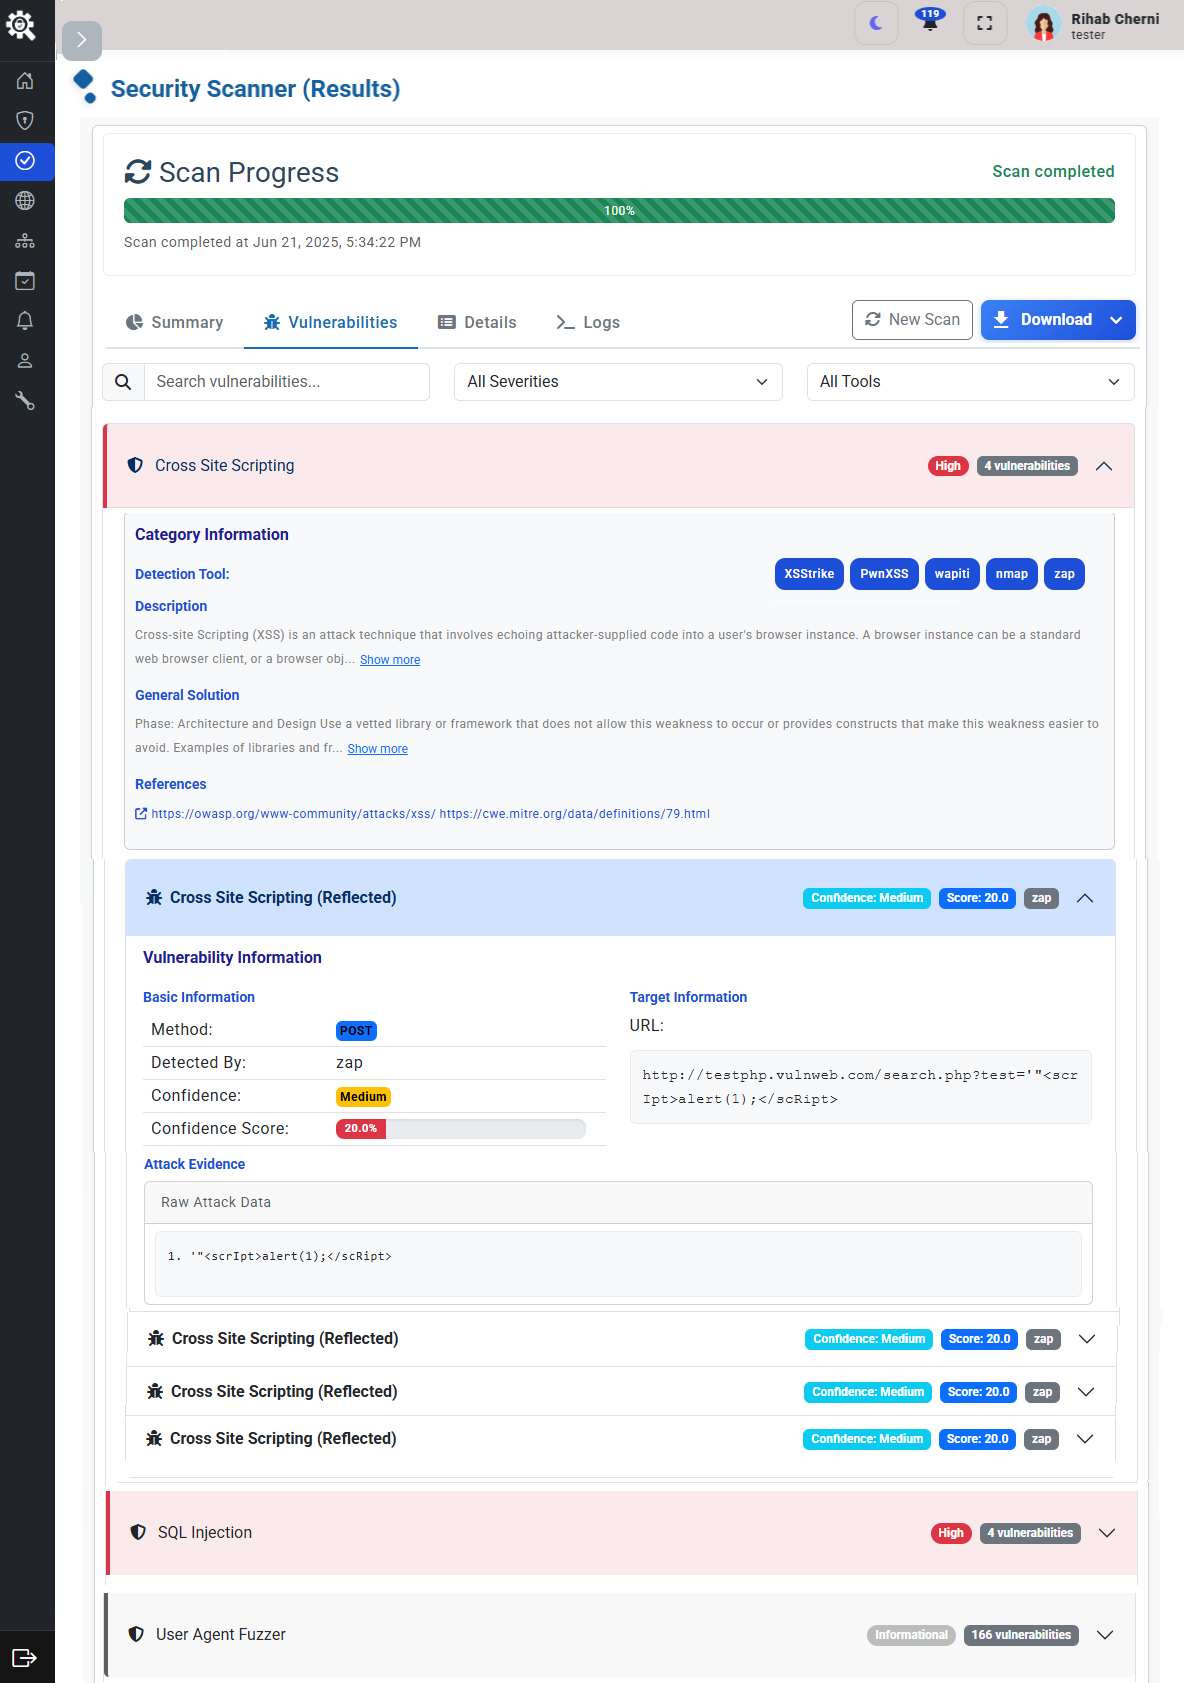 119
Rihab Cherni
tester
Security Scanner (Results)
Scan Progress
Scan completed
100%
Scan completed at Jun 21, 2025, 5:34:22 PM
Summary
Vulnerabilities
Details
Logs
New Scan
Download
Search vulnerabilities...
All Severities
All Tools
Cross Site Scripting
High
4 vulnerabilities
Category Information
Detection Tool:
XSStrike
PwnXSS
wapiti
nmap
zap
Description
Cross-site Scripting (XSS) is an attack technique that involves echoing attacker-supplied code into a user's browser instance. A browser instance can be a standard
web browser client, or a browser obj... Show more
General Solution
Phase: Architecture and Design Use a vetted library or framework that does not allow this weakness to occur or provides constructs that make this weakness easier to
avoid. Examples of libraries and fr... Show more
References
https://owasp.org/www-community/attacks/xss/ https://cwe.mitre.org/data/definitions/79.html
Cross Site Scripting (Reflected)
Confidence: Medium
Score: 20.0
zap
Vulnerability Information
Basic Information
Method:
POST
Detected By:
zap
Confidence:
Medium
Confidence Score:
20.0%
Target Information
URL:
http://testphp.vulnweb.com/search.php?test='"<scr
Ipt>alert(1);</scRipt>
Attack Evidence
Raw Attack Data
1. '"<scrIpt>alert(1);</scRipt>
Cross Site Scripting (Reflected)
Confidence: Medium
Score: 20.0
zap
Cross Site Scripting (Reflected)
Confidence: Medium
Score: 20.0
zap
Cross Site Scripting (Reflected)
Confidence: Medium
Score: 20.0
zap
SQL Injection
High
4 vulnerabilities
User Agent Fuzzer
Informational
166 vulnerabilities